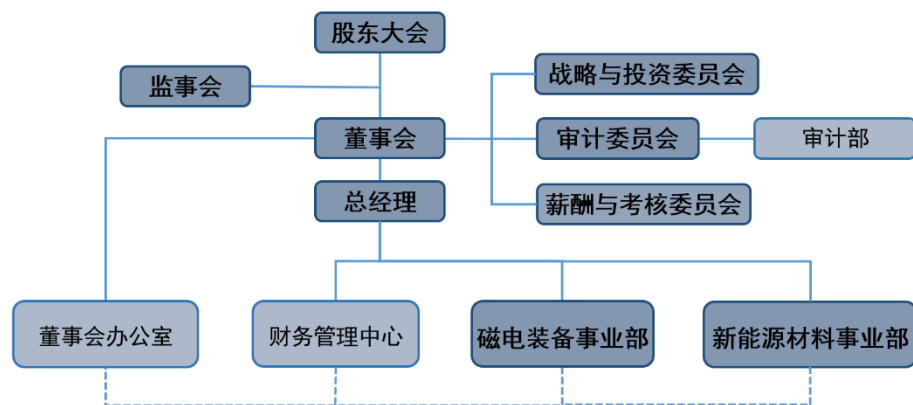 股东大会
监事会
战略与投资委员会
董事会
审计委员会
审计部
总经理
薪酬与考核委员会
董事会办公室
财务管理中心
磁电装备事业部
新能源材料事业部